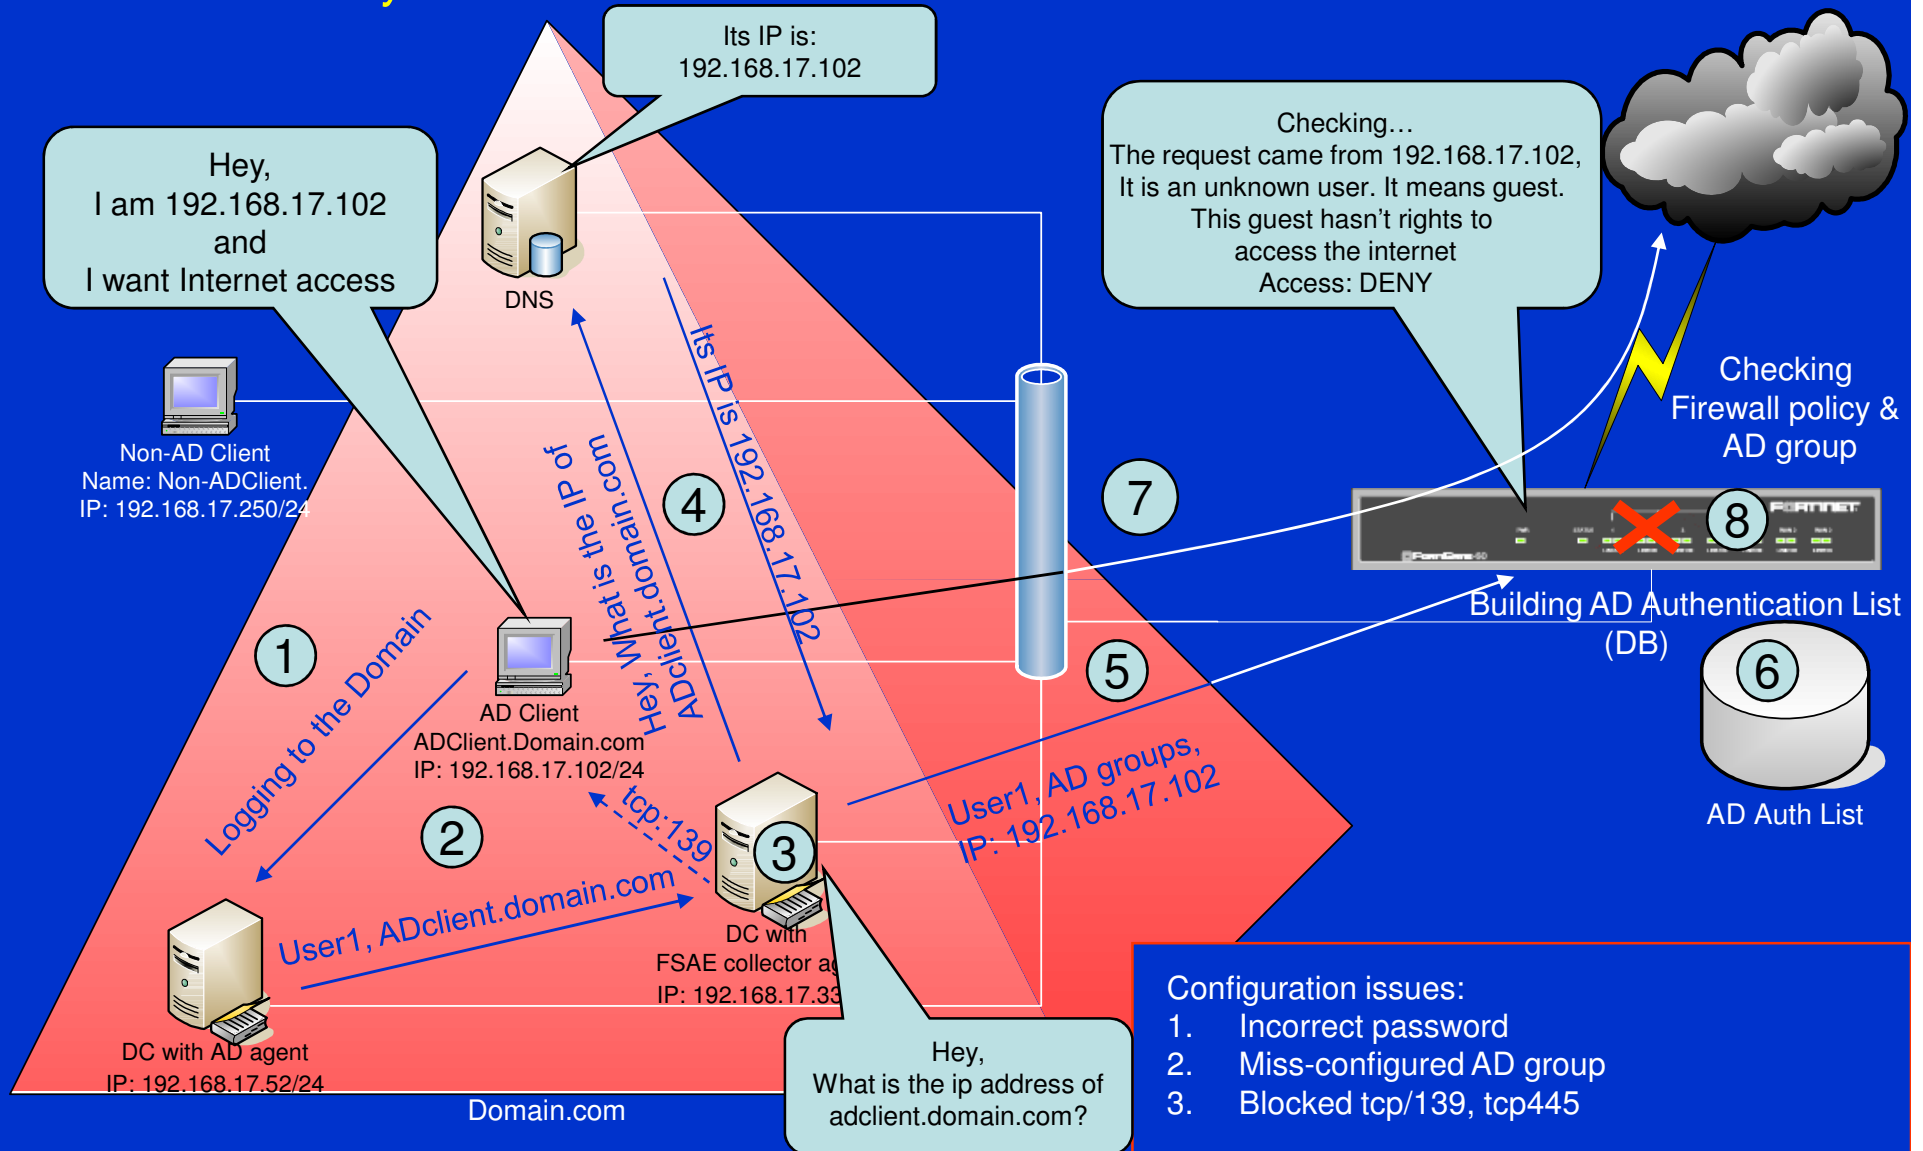 Its IP is:
192.168.17.102
Hey,
I am 192.168.17.102
and
I want Internet access
Checking…
The request came from 192.168.17.102,
It is an unknown user. It means guest.
This guest hasn't rights to
access the internet
Access: DENY
DNS
Non-AD Client
Name: Non-ADClient.
IP: 192.168.17.250/24
Its IP is 192.168.17.102
Hey, What is the IP of
ADclient.domain.com
4
7
Checking
Firewall policy &
AD group
FORTINET
8
FortiGate-60
Building AD Authentication List
(DB)
6
AD Auth List
1
Logging to the Domain
AD Client
ADClient.Domain.com
IP: 192.168.17.102/24
5
2
tcp:139
3
User1, AD groups,
IP: 192.168.17.102
User1, ADclient.domain.com
DC with
FSAE collector ag
IP: 192.168.17.33
DC with AD agent
IP: 192.168.17.52/24
Domain.com
Hey,
What is the ip address of
adclient.domain.com?
Configuration issues:
1. Incorrect password
2. Miss-configured AD group
3. Blocked tcp/139, tcp445